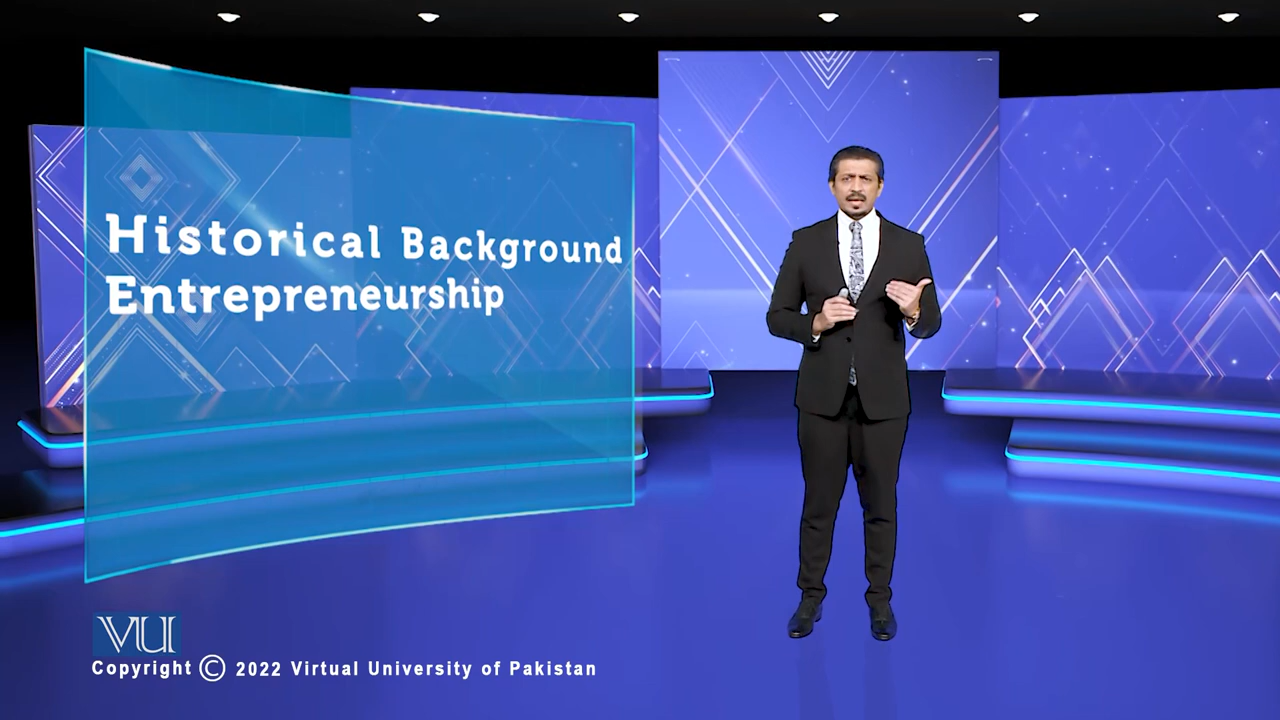 Historical Background
Entrepreneurship
VU
Copyright © 2022 Virtual University of Pakistan